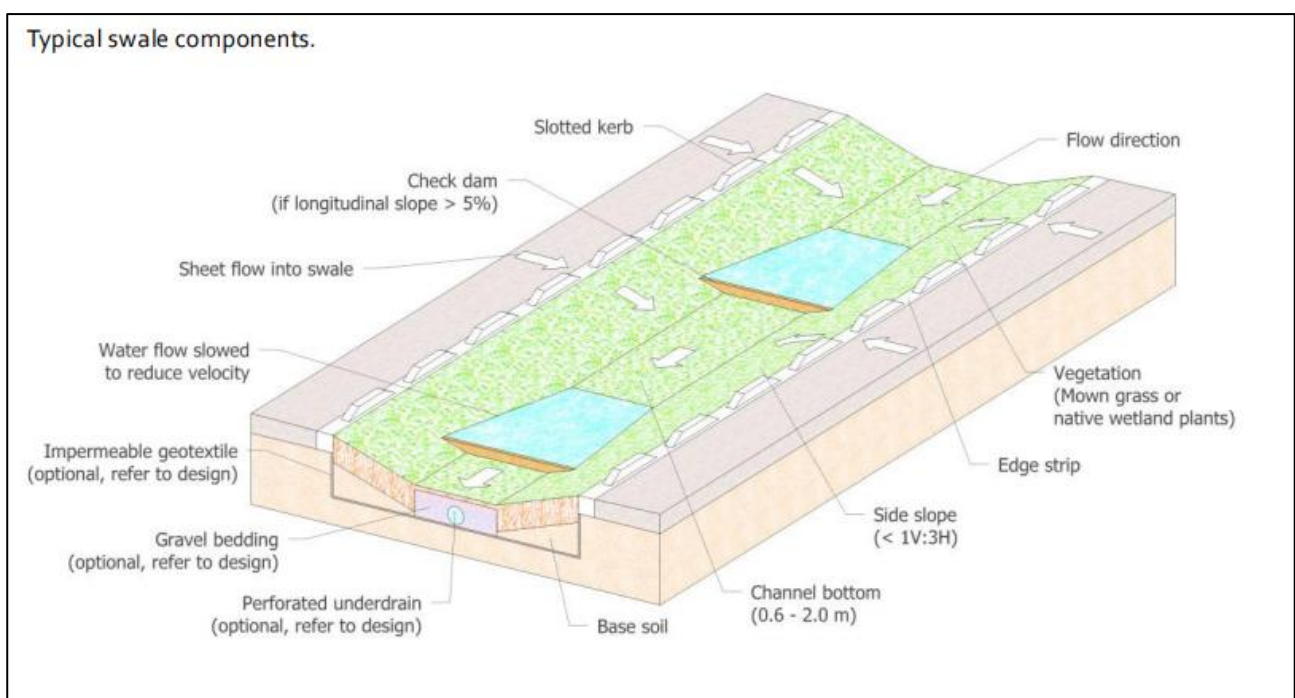 Typical swale components.
Slotted kerb
Flow direction
Check dam
(if longitudinal slope > 5%)
Sheet flow into swale
Water flow slowed
to reduce velocity
Vegetation
(Mown grass or
native wetland plants)
Impermeable geotextile
(optional, refer to design)
Edge strip
Side slope
(< 1V:3H)
Gravel bedding
(optional, refer to design)
Channel bottom
(0.6 - 2.0 m)
Perforated underdrain
(optional, refer to design)
Base soil